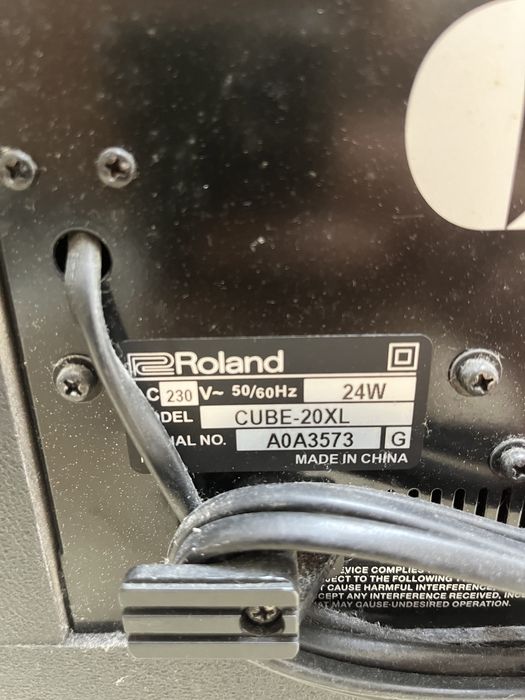 Roland
C 230 V~ 50/60Hz 24W
DEL CUBE-20XL
IAL NO. A0A3573 G
MADE IN CHINA
EVICE COMPLIES
JECT TO THE FOLLOWING
T CAUSE HARMFUL INTERFERENCE
CEPT ANY INTERFERENCE RECEIVED, INC
AT MAY CAUSE UNDESIRED OPERATION.